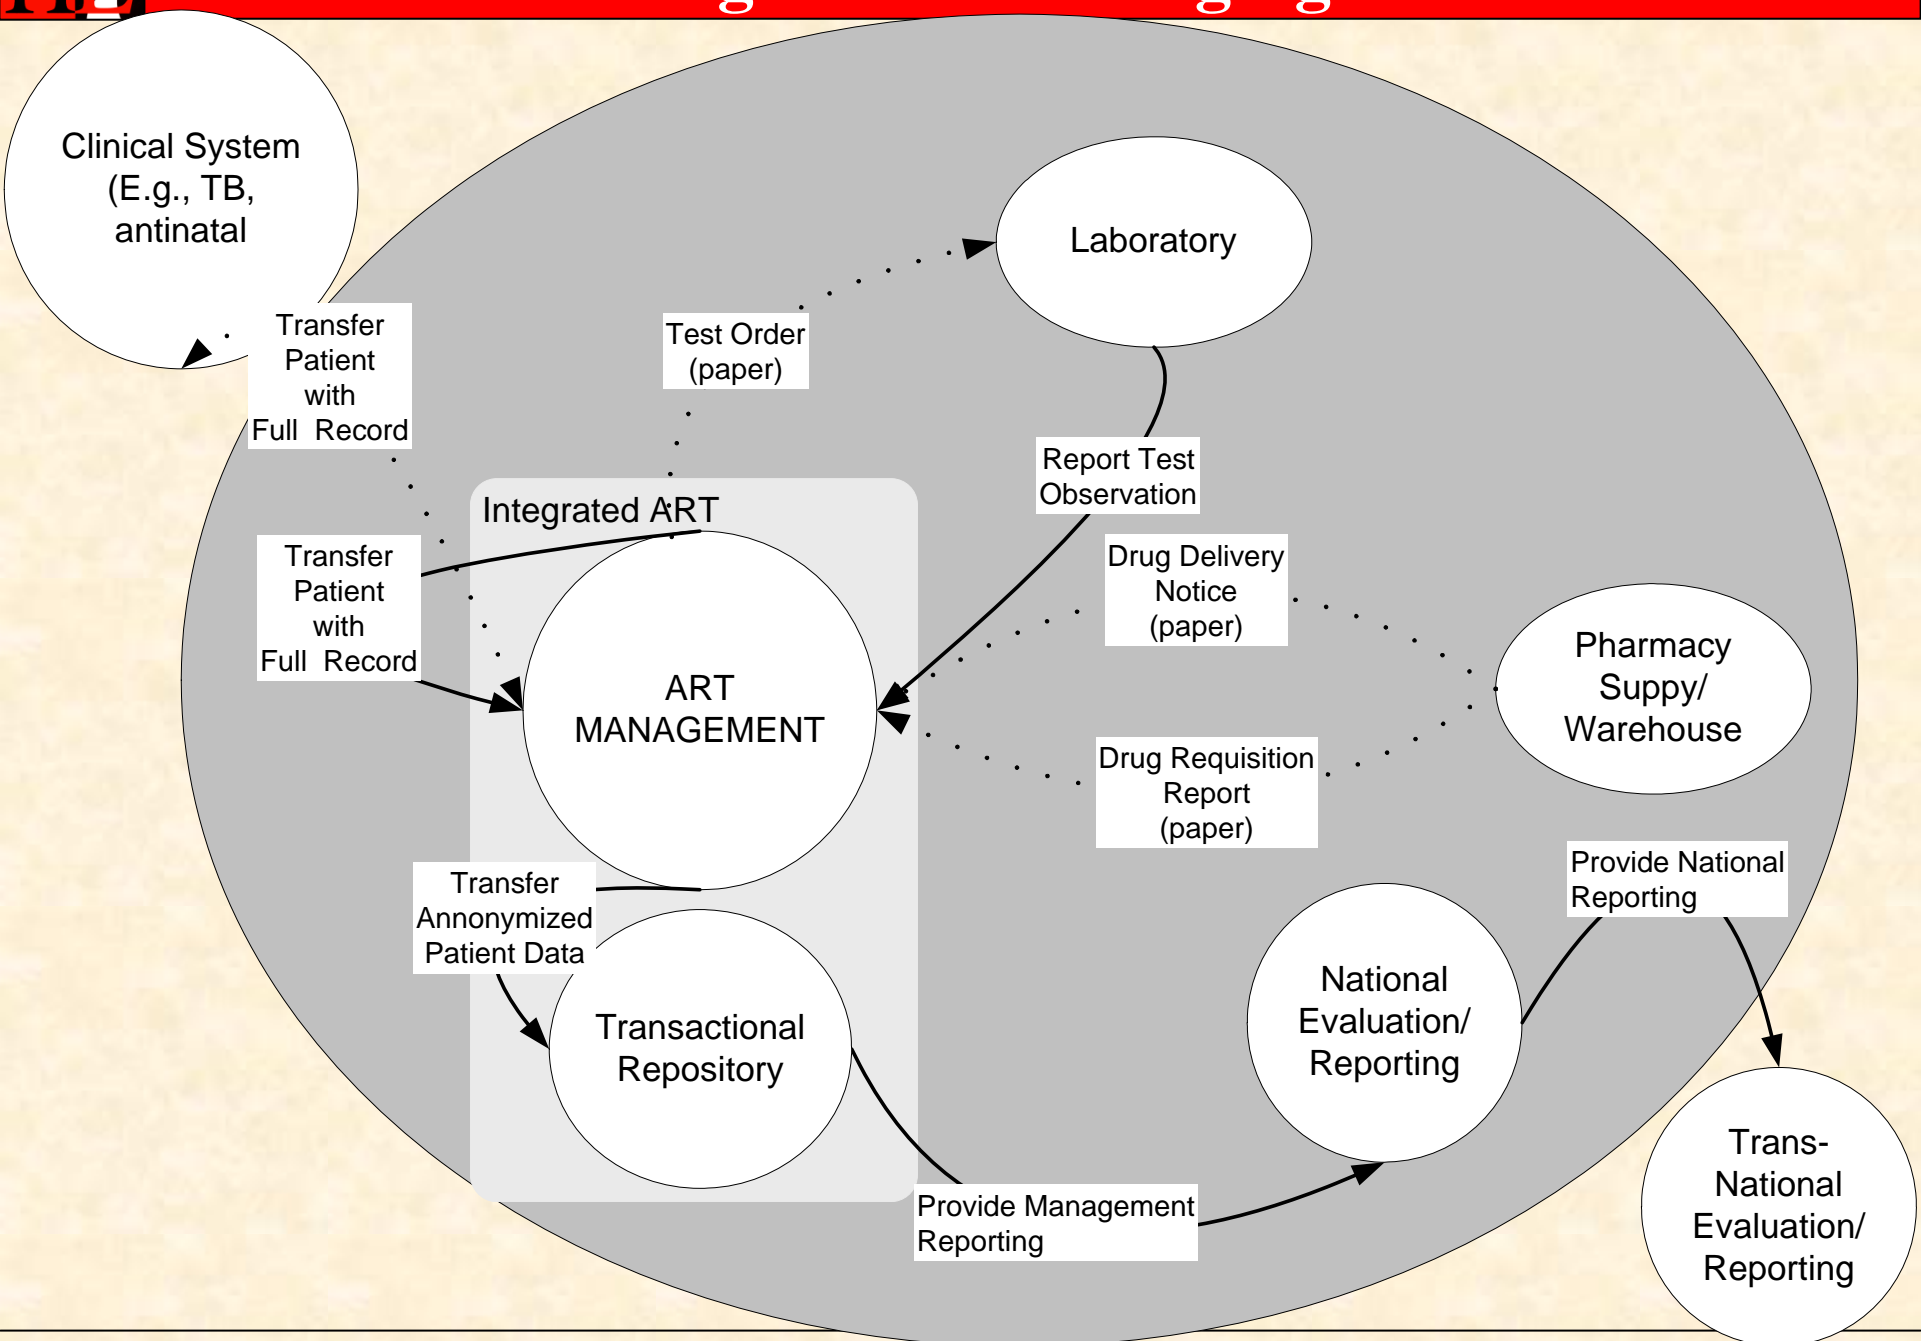 Clinical System
(E.g., TB,
antinatal
Laboratory
Transfer
Patient
with
Full Record
Test Order
(paper)
Report Test
Observation
Integrated ART
Transfer
Patient
with
Full Record
Drug Delivery
Notice
(paper)
ART
MANAGEMENT
Pharmacy
Suppy/
Warehouse
Drug Requisition
Report
(paper)
Transfer
Annonymized
Patient Data
Provide National
Reporting
Transactional
Repository
National
Evaluation/
Reporting
Provide Management
Reporting
Trans-
National
Evaluation/
Reporting